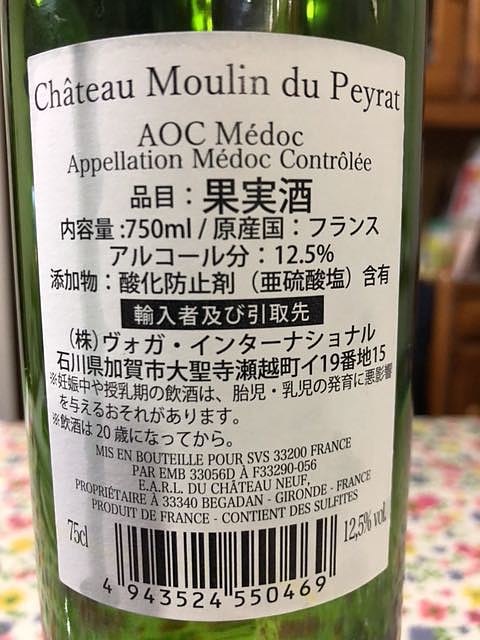 Château Moulin du Peyrat
AOC Médoc
Appellation Médoc Contrôlée
品目：果実酒
内容量:750ml / 原産国：フランス
アルコール分：12.5%
添加物：酸化防止剤（亜硫酸塩）含有
輸入者及び引取先
（株）ヴォガ・インターナショナル
石川県加賀市大聖寺瀬越町イ19番地15
※妊娠中や授乳期の飲酒は、胎児・乳児の発育に悪影響
を与えるおそれがあります。
※飲酒は20歳になってから。
MIS EN BOUTEILLE POUR SVS 33200 FRANCE
PAR EMB 33056D À F33290-056
E.A.R.L. DU CHÂTEAU NEUF,
PROPRIÉTAIRE À 33340 BEGADAN - GIRONDE - FRANCE
PRODUIT DE FRANCE - CONTIENT DES SULFITES
75cl
12,5% vol.
4 943524 550469